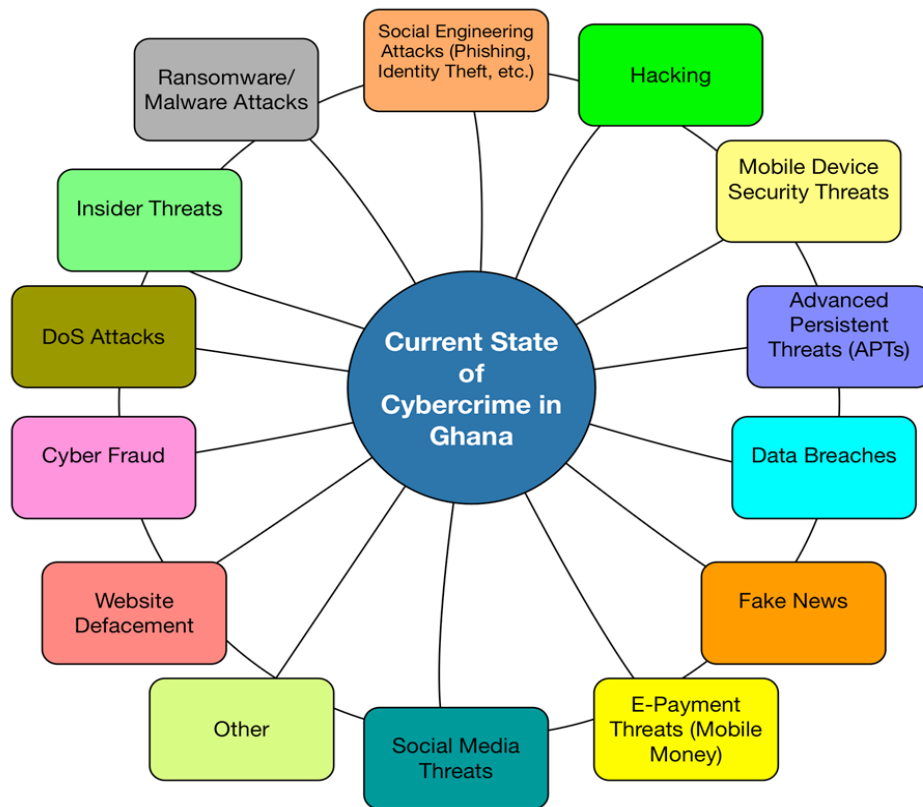 Social Engineering
Attacks (Phishing,
Identity Theft, etc.)
Hacking
Ransomware/
Malware Attacks
Mobile Device
Security Threats
Insider Threats
Advanced
Persistent
Threats (APTs)
DoS Attacks
Current State
of
Cybercrime in
Ghana
Cyber Fraud
Data Breaches
Website
Defacement
Fake News
Other
Social Media
Threats
E-Payment
Threats (Mobile
Money)